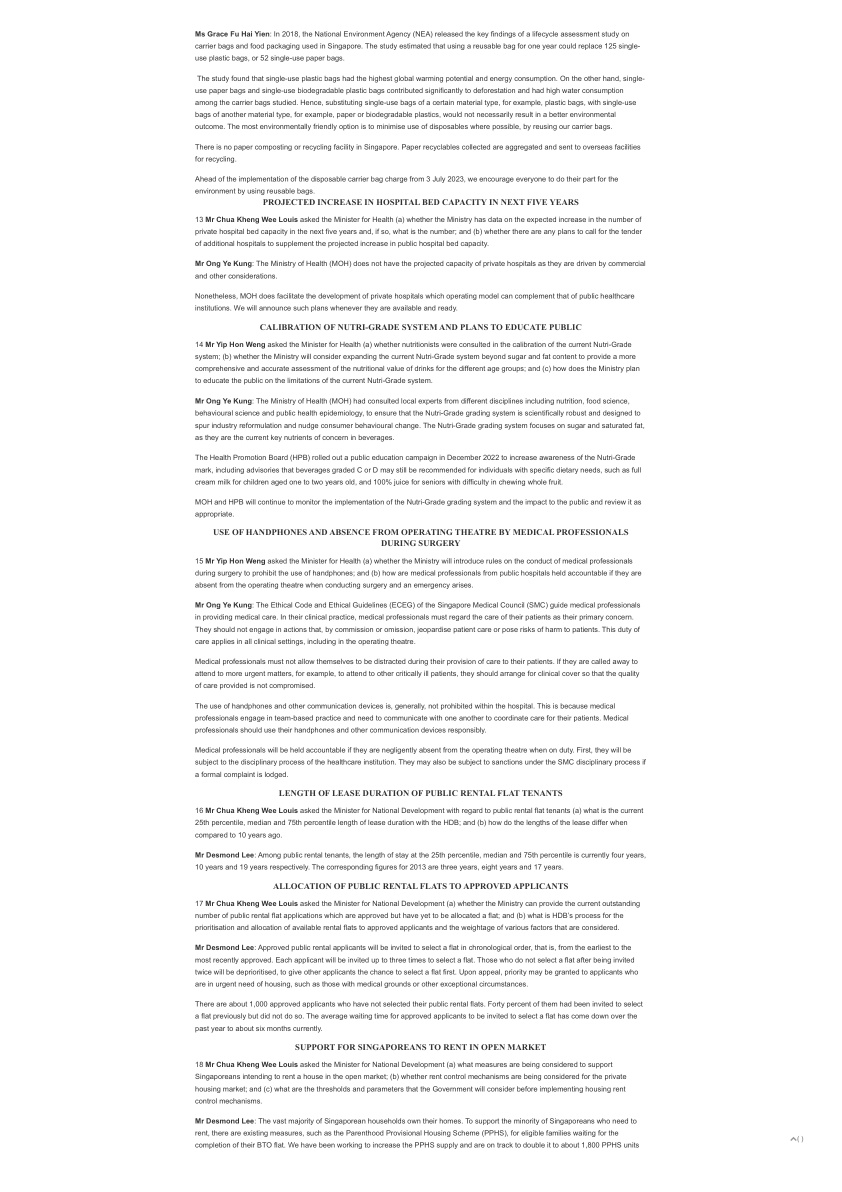 Ms Grace Fu Hai Yien: In 2018, the National Environment Agency (NEA) released the key findings of a lifecycle assessment study on
carrier bags and food packaging used in Singapore. The study estimated that using a reusable bag for one year could replace 125 single-
use plastic bags, or 52 single-use paper bags.
The study found that single-use plastic bags had the highest global warming potential and energy consumption. On the other hand, single-
use paper bags and single-use biodegradable plastic bags contributed significantly to deforestation and had high water consumption
among the carrier bags studied. Hence, substituting single-use bags of a certain material type, for example, plastic bags, with single-use
bags of another material type, for example, paper or biodegradable plastics, would not necessarily result in a better environmental
outcome. The most environmentally friendly option is to minimise use of disposables where possible, by reusing our carrier bags.
There is no paper composting or recycling facility in Singapore. Paper recyclables collected are aggregated and sent to overseas facilities
for recycling.
Ahead of the implementation of the disposable carrier bag charge from 3 July 2023, we encourage everyone to do their part for the
environment by using reusable bags.
PROJECTED INCREASE IN HOSPITAL BED CAPACITY IN NEXT FIVE YEARS
13 Mr Chua Kheng Wee Louis asked the Minister for Health (a) whether the Ministry has data on the expected increase in the number of
private hospital bed capacity in the next five years and, if so, what is the number; and (b) whether there are any plans to call for the tender
of additional hospitals to supplement the projected increase in public hospital bed capacity.
Mr Ong Ye Kung: The Ministry of Health (MOH) does not have the projected capacity of private hospitals as they are driven by commercial
and other considerations.
Nonetheless, MOH does facilitate the development of private hospitals which operating model can complement that of public healthcare
institutions. We will announce such plans whenever they are available and ready.
CALIBRATION OF NUTRI-GRADE SYSTEM AND PLANS TO EDUCATE PUBLIC
14 Mr Yip Hon Weng asked the Minister for Health (a) whether nutritionists were consulted in the calibration of the current Nutri-Grade
system; (b) whether the Ministry will consider expanding the current Nutri-Grade system beyond sugar and fat content to provide a more
comprehensive and accurate assessment of the nutritional value of drinks for the different age groups; and (c) how does the Ministry plan
to educate the public on the limitations of the current Nutri-Grade system.
Mr Ong Ye Kung: The Ministry of Health (MOH) had consulted local experts from different disciplines including nutrition, food science,
behavioural science and public health epidemiology, to ensure that the Nutri-Grade grading system is scientifically robust and designed to
spur industry reformulation and nudge consumer behavioural change. The Nutri-Grade grading system focuses on sugar and saturated fat,
as they are the current key nutrients of concern in beverages.
The Health Promotion Board (HPB) rolled out a public education campaign in December 2022 to increase awareness of the Nutri-Grade
mark, including advisories that beverages graded C or D may still be recommended for individuals with specific dietary needs, such as full
cream milk for children aged one to two years old, and 100% juice for seniors with difficulty in chewing whole fruit.
MOH and HPB will continue to monitor the implementation of the Nutri-Grade grading system and the impact to the public and review it as
appropriate.
USE OF HANDPHONES AND ABSENCE FROM OPERATING THEATRE BY MEDICAL PROFESSIONALS
DURING SURGERY
15 Mr Yip Hon Weng asked the Minister for Health (a) whether the Ministry will introduce rules on the conduct of medical professionals
during surgery to prohibit the use of handphones; and (b) how are medical professionals from public hospitals held accountable if they are
absent from the operating theatre when conducting surgery and an emergency arises.
Mr Ong Ye Kung: The Ethical Code and Ethical Guidelines (ECEG) of the Singapore Medical Council (SMC) guide medical professionals
in providing medical care. In their clinical practice, medical professionals must regard the care of their patients as their primary concern.
They should not engage in actions that, by commission or omission, jeopardise patient care or pose risks of harm to patients. This duty of
care applies in all clinical settings, including in the operating theatre.
Medical professionals must not allow themselves to be distracted during their provision of care to their patients. If they are called away to
attend to more urgent matters, for example, to attend to other critically ill patients, they should arrange for clinical cover so that the quality
of care provided is not compromised.
The use of handphones and other communication devices is, generally, not prohibited within the hospital. This is because medical
professionals engage in team-based practice and need to communicate with one another to coordinate care for their patients. Medical
professionals should use their handphones and other communication devices responsibly.
Medical professionals will be held accountable if they are negligently absent from the operating theatre when on duty. First, they will be
subject to the disciplinary process of the healthcare institution. They may also be subject to sanctions under the SMC disciplinary process if
a formal complaint is lodged.
LENGTH OF LEASE DURATION OF PUBLIC RENTAL FLAT TENANTS
16 Mr Chua Kheng Wee Louis asked the Minister for National Development with regard to public rental flat tenants (a) what is the current
25th percentile, median and 75th percentile length of lease duration with the HDB; and (b) how do the lengths of the lease differ when
compared to 10 years ago.
Mr Desmond Lee: Among public rental tenants, the length of stay at the 25th percentile, median and 75th percentile is currently four years,
10 years and 19 years respectively. The corresponding figures for 2013 are three years, eight years and 17 years.
ALLOCATION OF PUBLIC RENTAL FLATS TO APPROVED APPLICANTS
17 Mr Chua Kheng Wee Louis asked the Minister for National Development (a) whether the Ministry can provide the current outstanding
number of public rental flat applications which are approved but have yet to be allocated a flat; and (b) what is HDB's process for the
prioritisation and allocation of available rental flats to approved applicants and the weightage of various factors that are considered.
Mr Desmond Lee: Approved public rental applicants will be invited to select a flat in chronological order, that is, from the earliest to the
most recently approved. Each applicant will be invited up to three times to select a flat. Those who do not select a flat after being invited
twice will be deprioritised, to give other applicants the chance to select a flat first. Upon appeal, priority may be granted to applicants who
are in urgent need of housing, such as those with medical grounds or other exceptional circumstances.
There are about 1,000 approved applicants who have not selected their public rental flats. Forty percent of them had been invited to select
a flat previously but did not do so. The average waiting time for approved applicants to be invited to select a flat has come down over the
past year to about six months currently.
SUPPORT FOR SINGAPOREANS TO RENT IN OPEN MARKET
18 Mr Chua Kheng Wee Louis asked the Minister for National Development (a) what measures are being considered to support
Singaporeans intending to rent a house in the open market; (b) whether rent control mechanisms are being considered for the private
housing market; and (c) what are the thresholds and parameters that the Government will consider before implementing housing rent
control mechanisms.
Mr Desmond Lee: The vast majority of Singaporean households own their homes. To support the minority of Singaporeans who need to
rent, there are existing measures, such as the Parenthood Provisional Housing Scheme (PPHS), for eligible families waiting for the
completion of their BTO flat. We have been working to increase the PPHS supply and are on track to double it to about 1,800 PPHS units
( )